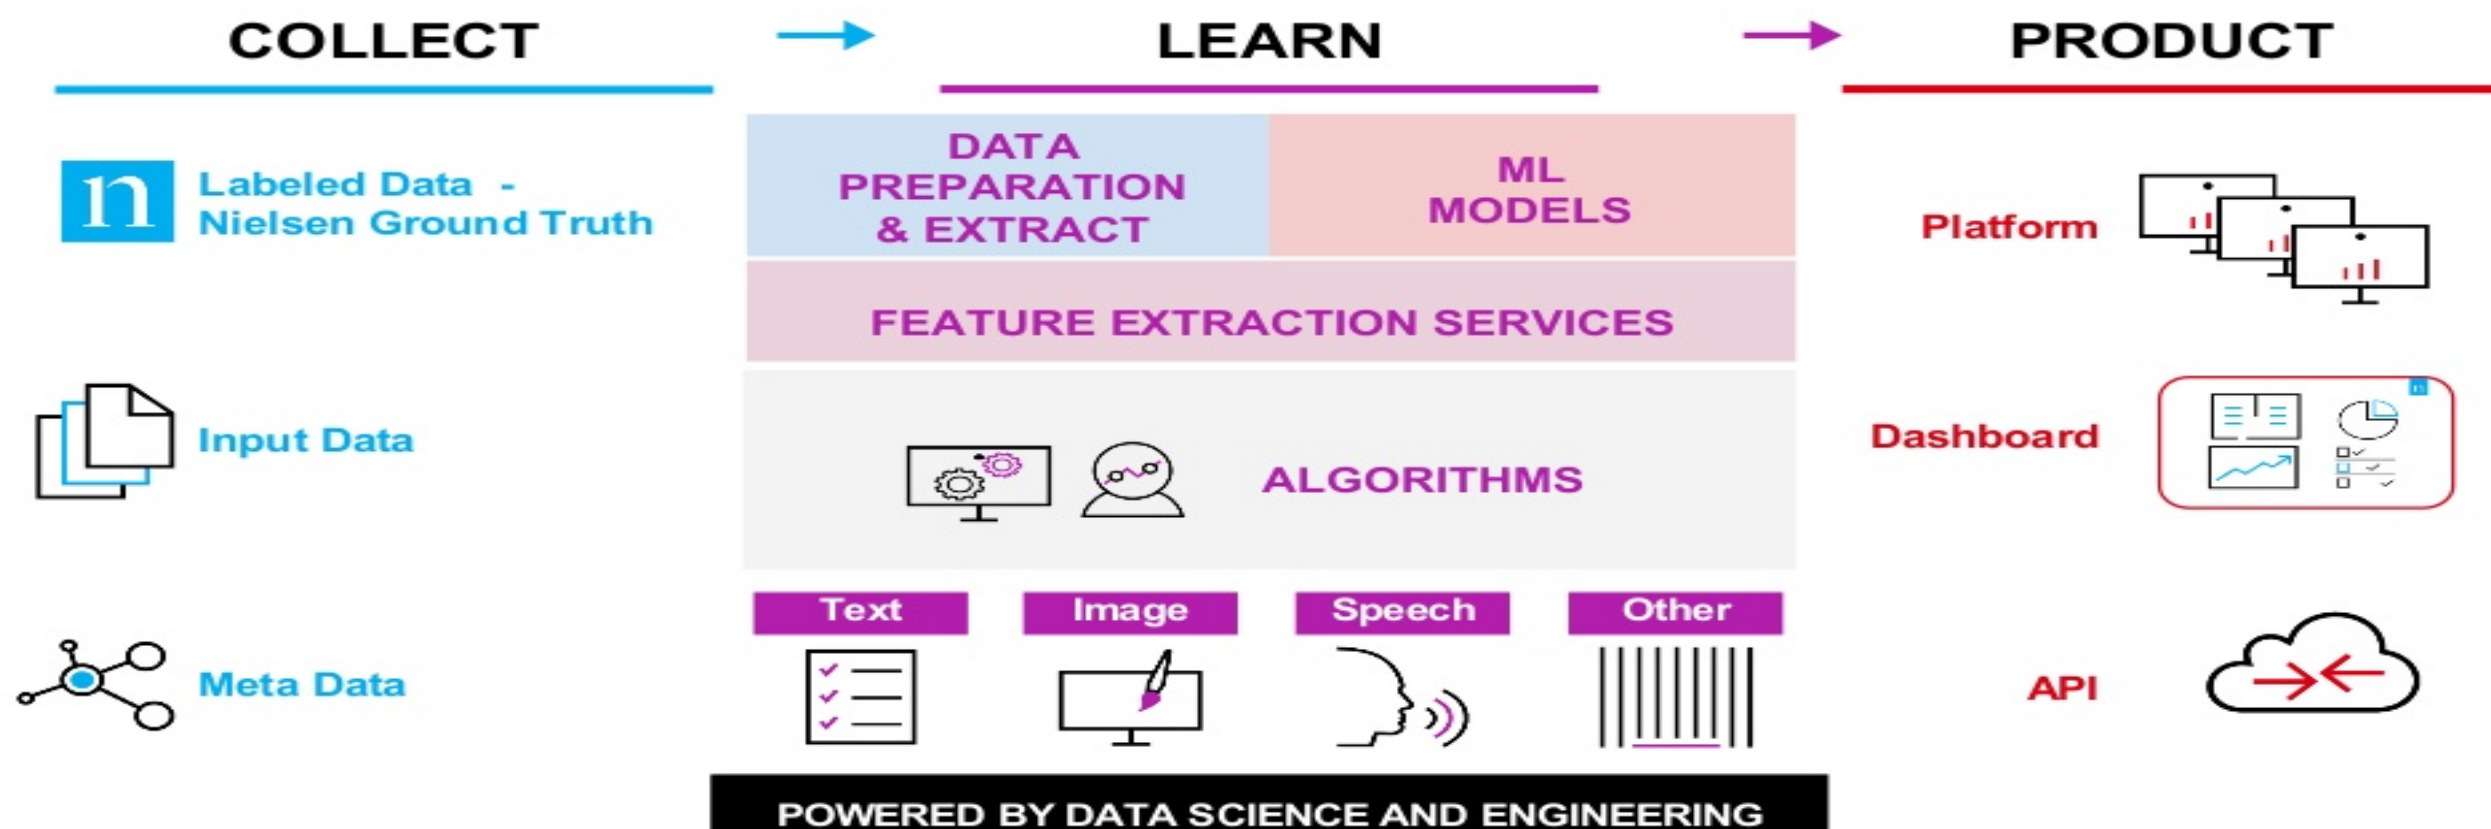 COLLECT
LEARN
PRODUCT
n
Labeled Data -
Nielsen Ground Truth
Input Data
Meta Data
DATA
PREPARATION
& EXTRACT
ML
MODELS
FEATURE EXTRACTION SERVICES
ALGORITHMS
Text
Image
Speech
Other
POWERED BY DATA SCIENCE AND ENGINEERING
Platform
Dashboard
n
API